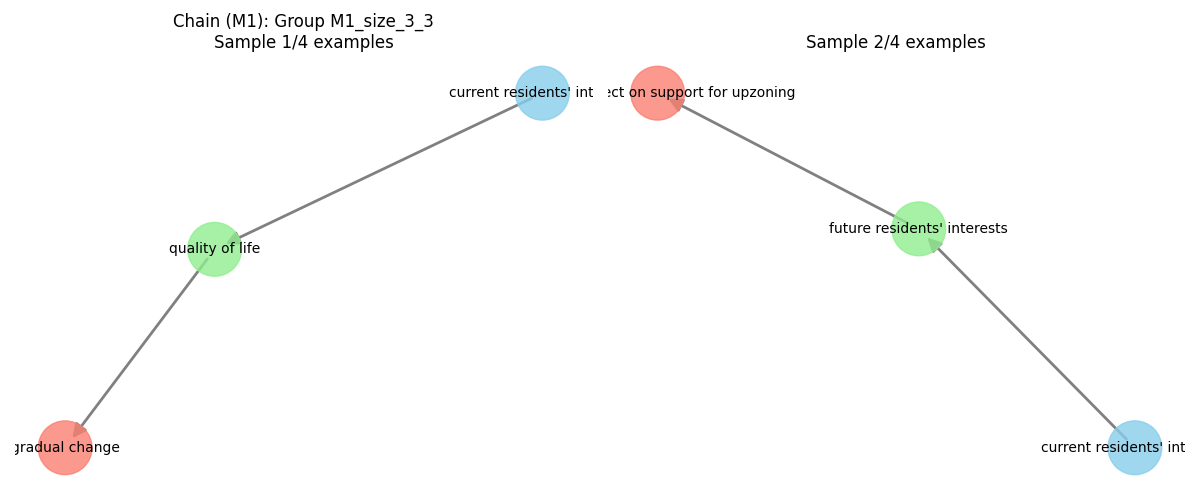 Chain (M1): Group M1_size_3_3
Sample 1/4 examples
current residents' int
quality of life
gradual change
Sample 2/4 examples
ect on support for upzoning
future residents' interests
current residents' int